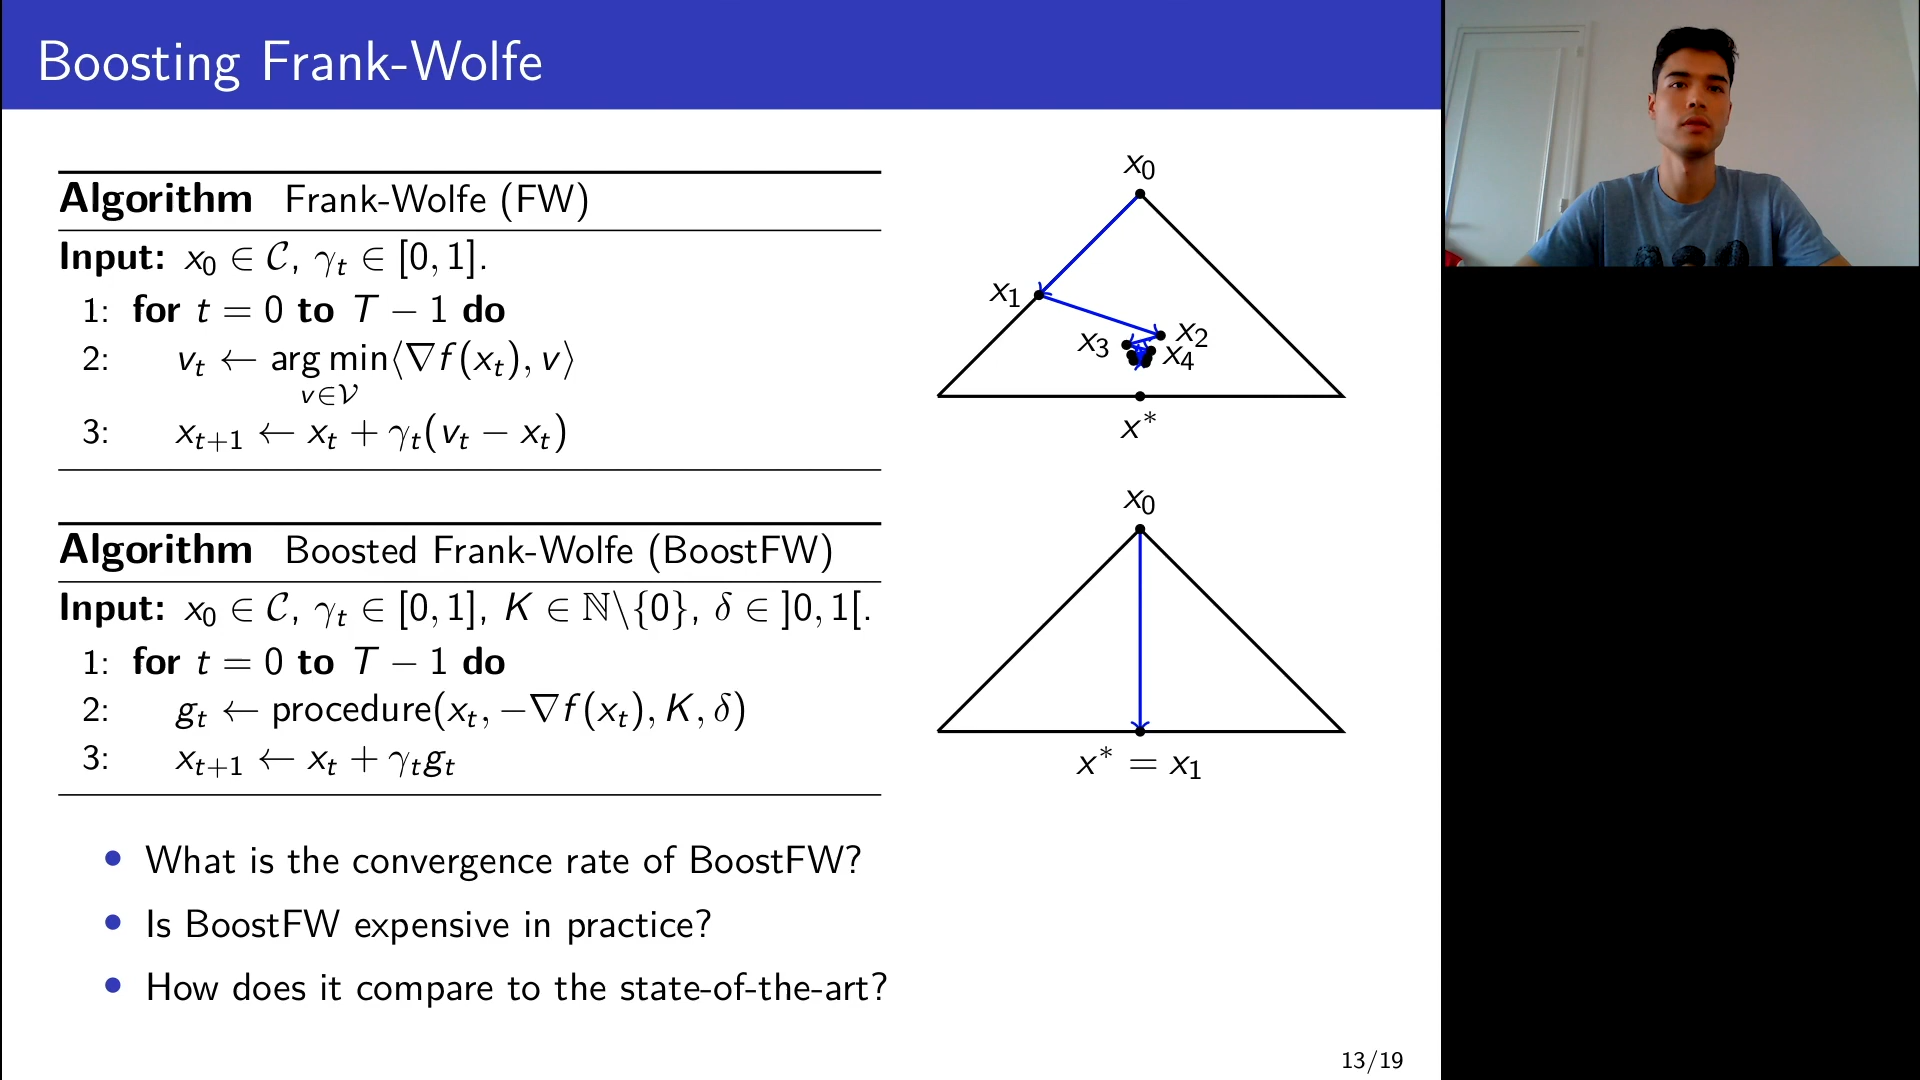 Boosting Frank-Wolfe
Algorithm Frank-Wolfe (FW)
Input: x₀ ∈ 𝒞, γₜ ∈ [0, 1].
1: for t = 0 to T − 1 do
2: vₜ ← arg min⟨∇f(xₜ), v⟩
v∈𝒱
3: xₜ₊₁ ← xₜ + γₜ(vₜ − xₜ)
x₀
x₁
x₂
x₃
x₄
x*
Algorithm Boosted Frank-Wolfe (BoostFW)
Input: x₀ ∈ 𝒞, γₜ ∈ [0, 1], K ∈ ℕ\{0}, δ ∈ ]0, 1[.
1: for t = 0 to T − 1 do
2: gₜ ← procedure(xₜ, −∇f(xₜ), K, δ)
3: xₜ₊₁ ← xₜ + γₜgₜ
x₀
x* = x₁
• What is the convergence rate of BoostFW?
• Is BoostFW expensive in practice?
• How does it compare to the state-of-the-art?
13/19